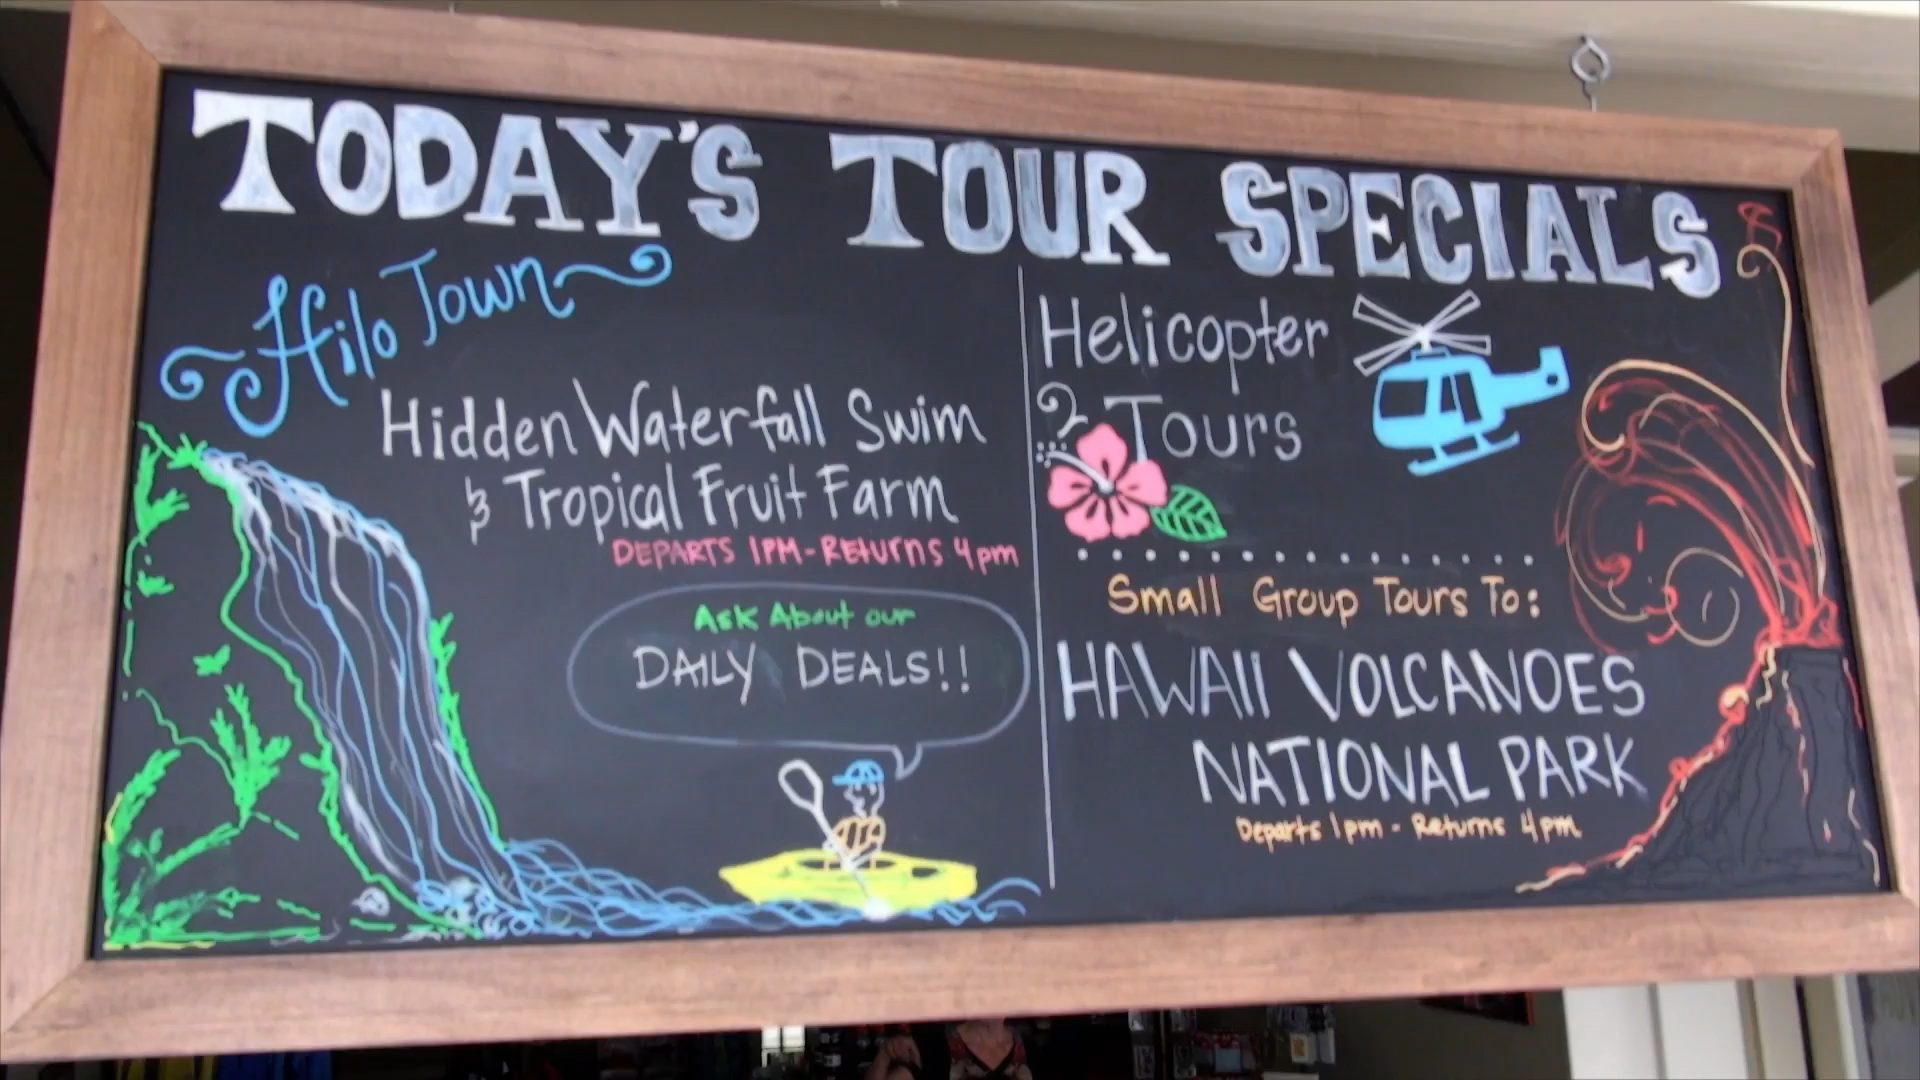 TODAY'S TOUR SPECIALS
Hilo Town
Hidden Waterfall Swim
& Tropical Fruit Farm
DEPARTS 1PM - RETURNS 4pm
Ask About our
DAILY DEALS!!
Helicopter
Tours
Small Group Tours To:
HAWAII VOLCANOES
NATIONAL PARK
Departs 1pm - Returns 4pm